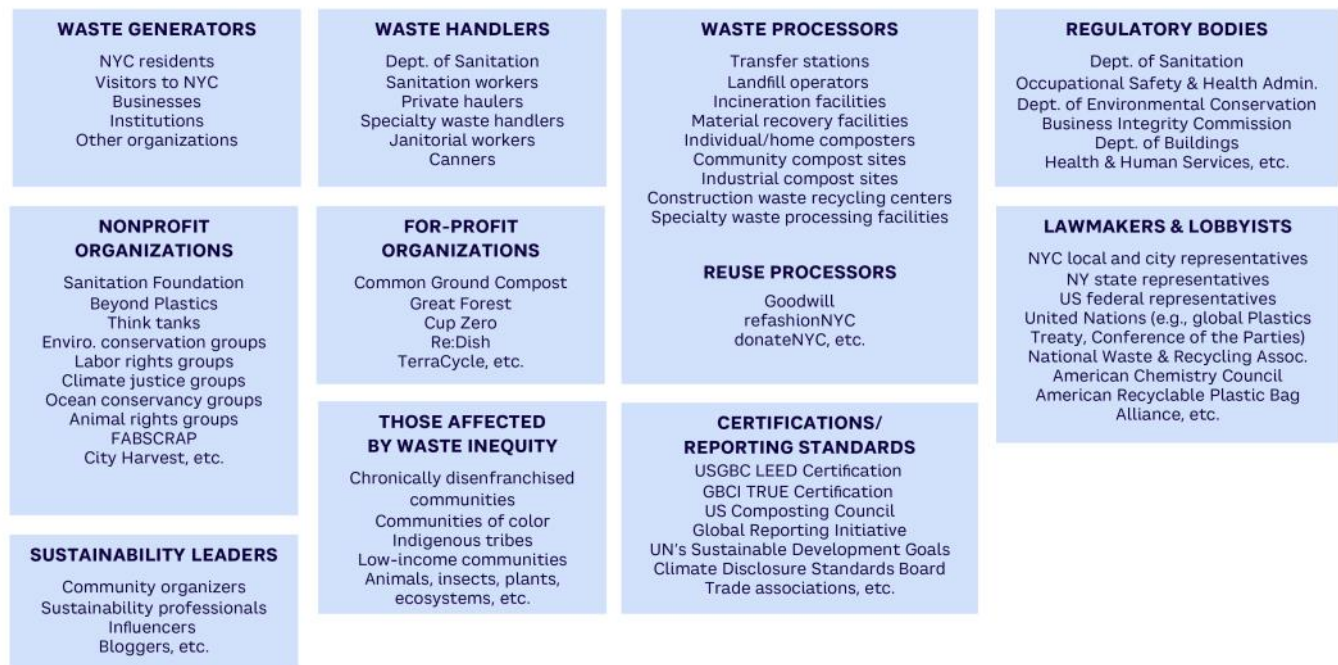 WASTE GENERATORS
NYC residents
Visitors to NYC
Businesses
Institutions
Other organizations
WASTE HANDLERS
Dept. of Sanitation
Sanitation workers
Private haulers
Specialty waste handlers
Janitorial workers
Canners
WASTE PROCESSORS
Transfer stations
Landfill operators
Incineration facilities
Material recovery facilities
Individual/home composters
Community compost sites
Industrial compost sites
Construction waste recycling centers
Specialty waste processing facilities
REUSE PROCESSORS
Goodwill
refashionNYC
donateNYC, etc.
REGULATORY BODIES
Dept. of Sanitation
Occupational Safety & Health Admin.
Dept. of Environmental Conservation
Business Integrity Commission
Dept. of Buildings
Health & Human Services, etc.
NONPROFIT
ORGANIZATIONS
Sanitation Foundation
Beyond Plastics
Think tanks
Enviro. conservation groups
Labor rights groups
Climate justice groups
Ocean conservancy groups
Animal rights groups
FABSCRAP
City Harvest, etc.
FOR-PROFIT
ORGANIZATIONS
Common Ground Compost
Great Forest
Cup Zero
Re:Dish
TerraCycle, etc.
LAWMAKERS & LOBBYISTS
NYC local and city representatives
NY state representatives
US federal representatives
United Nations (e.g., global Plastics
Treaty, Conference of the Parties)
National Waste & Recycling Assoc.
American Chemistry Council
American Recyclable Plastic Bag
Alliance, etc.
THOSE AFFECTED
BY WASTE INEQUITY
Chronically disenfranchised
communities
Communities of color
Indigenous tribes
Low-income communities
Animals, insects, plants,
ecosystems, etc.
CERTIFICATIONS/
REPORTING STANDARDS
USGBC LEED Certification
GBCI TRUE Certification
US Composting Council
Global Reporting Initiative
UN's Sustainable Development Goals
Climate Disclosure Standards Board
Trade associations, etc.
SUSTAINABILITY LEADERS
Community organizers
Sustainability professionals
Influencers
Bloggers, etc.